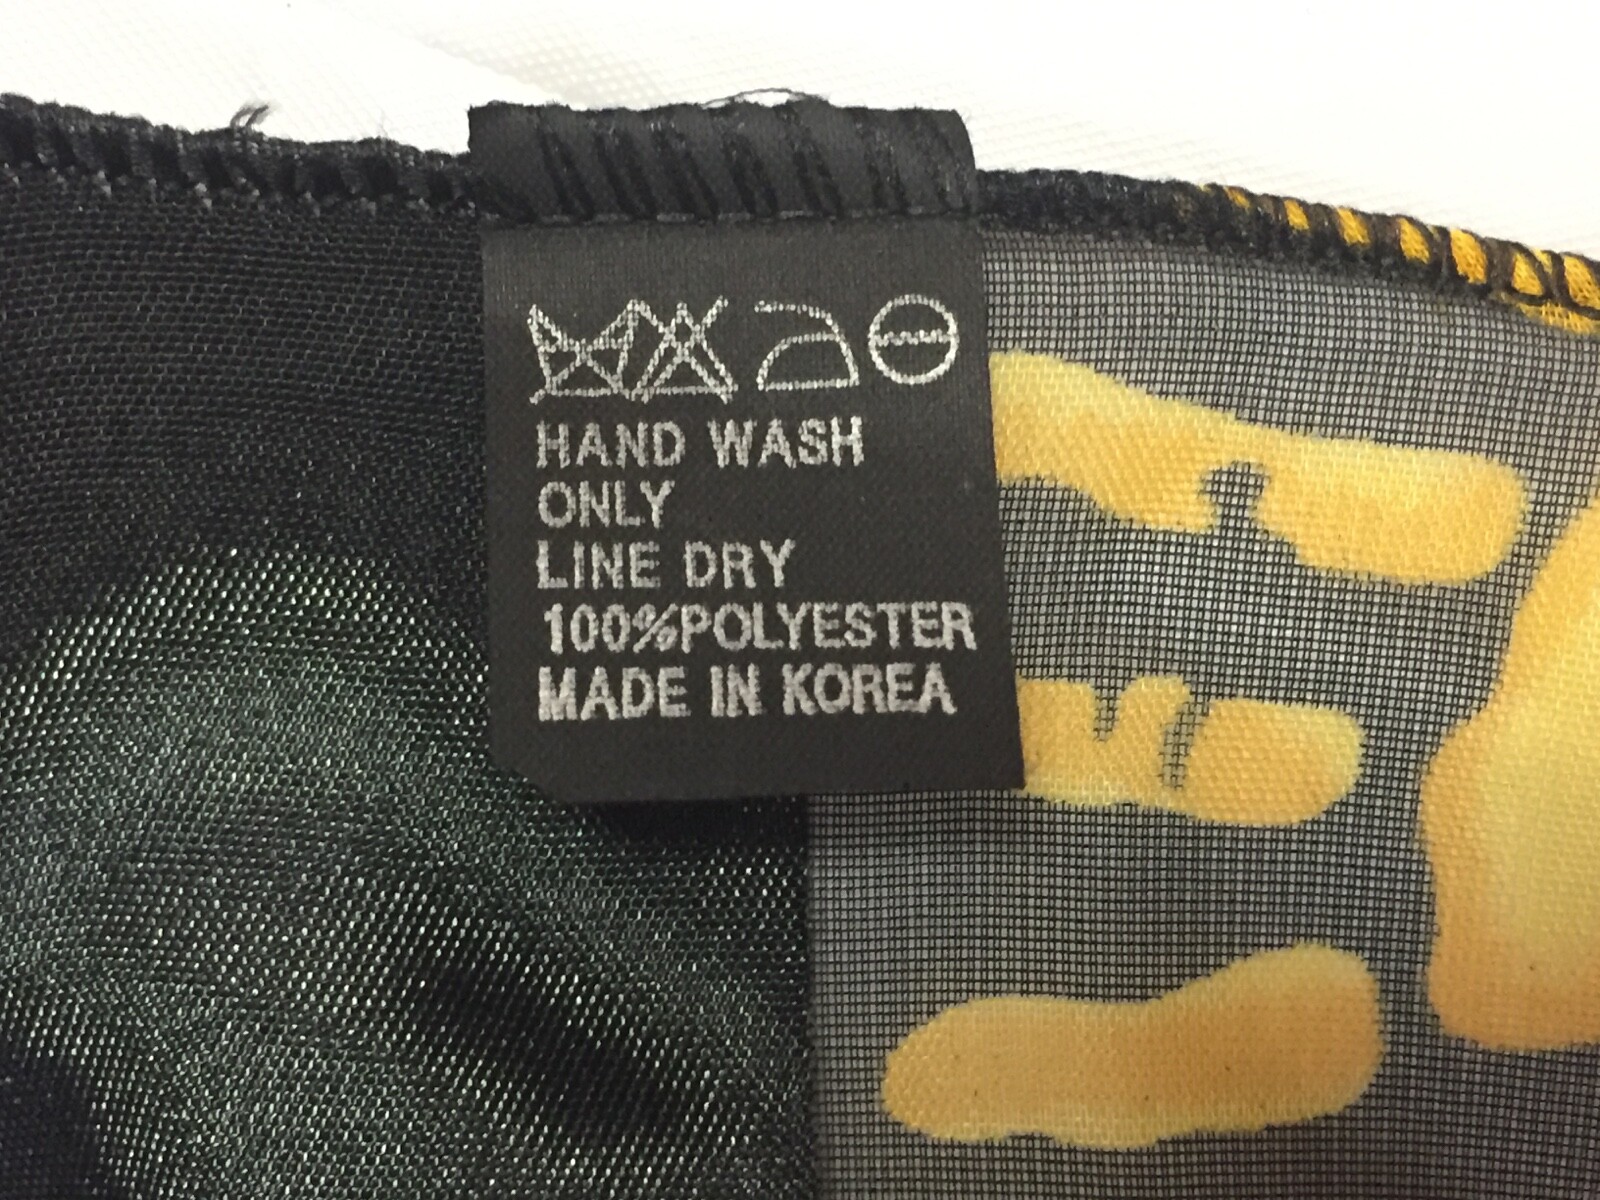 HAND WASH
ONLY
LINE DRY
100%POLYESTER
MADE IN KOREA